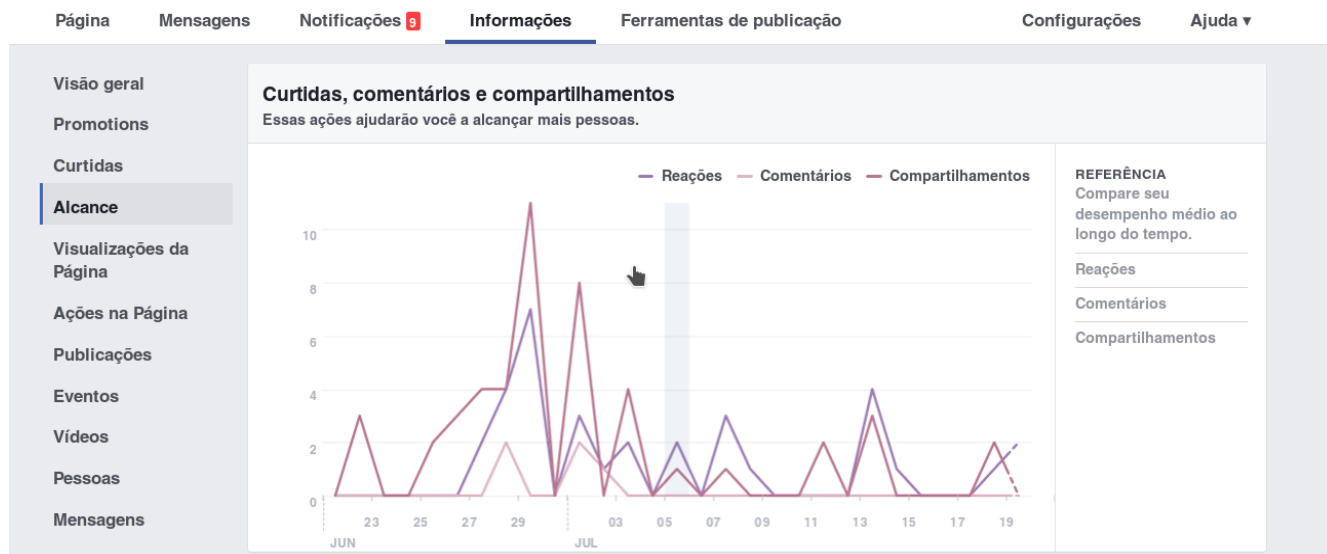 Página Mensagens Notificações 9 Informações Ferramentas de publicação Configurações Ajuda ▾
Visão geral
Promotions
Curtidas
Alcance
Visualizações da
Página
Ações na Página
Publicações
Eventos
Vídeos
Pessoas
Mensagens
Curtidas, comentários e compartilhamentos
Essas ações ajudarão você a alcançar mais pessoas.
Reações Comentários Compartilhamentos
10
8
6
4
2
0
23 25 27 29 03 05 07 09 11 13 15 17 19
JUN JUL
REFERÊNCIA
Compare seu
desempenho médio ao
longo do tempo.
Reações
Comentários
Compartilhamentos